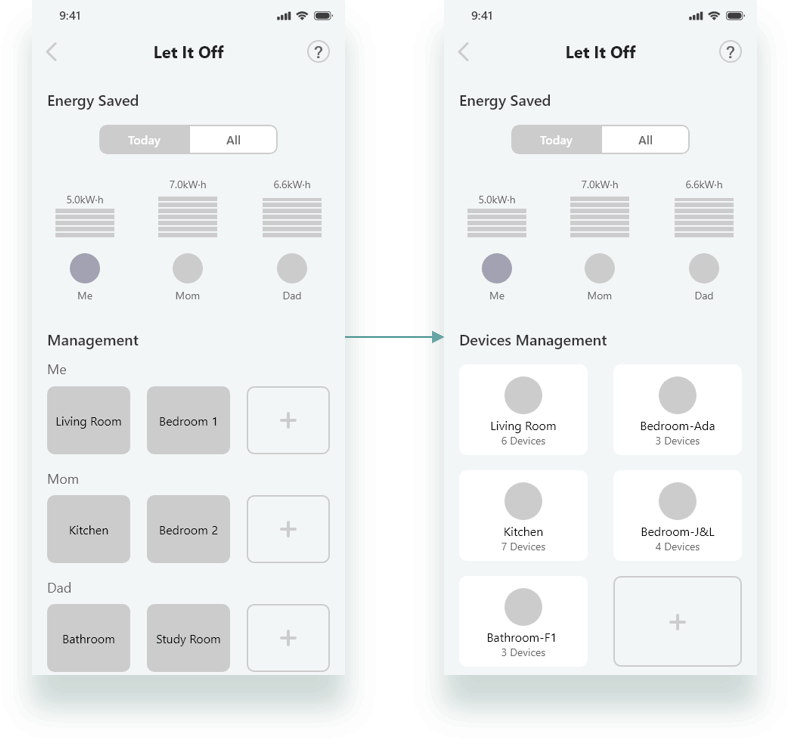 9:41
Let It Off
?
Energy Saved
Today All
5.0kW·h 7.0kW·h 6.6kW·h
Me Mom Dad
Management
Me
Living Room Bedroom 1 +
Mom
Kitchen Bedroom 2 +
Dad
Bathroom Study Room +
9:41
Let It Off
?
Energy Saved
Today All
5.0kW·h 7.0kW·h 6.6kW·h
Me Mom Dad
Devices Management
Living Room Bedroom-Ada
6 Devices 3 Devices
Kitchen Bedroom-J&L
7 Devices 4 Devices
Bathroom-F1
3 Devices
+